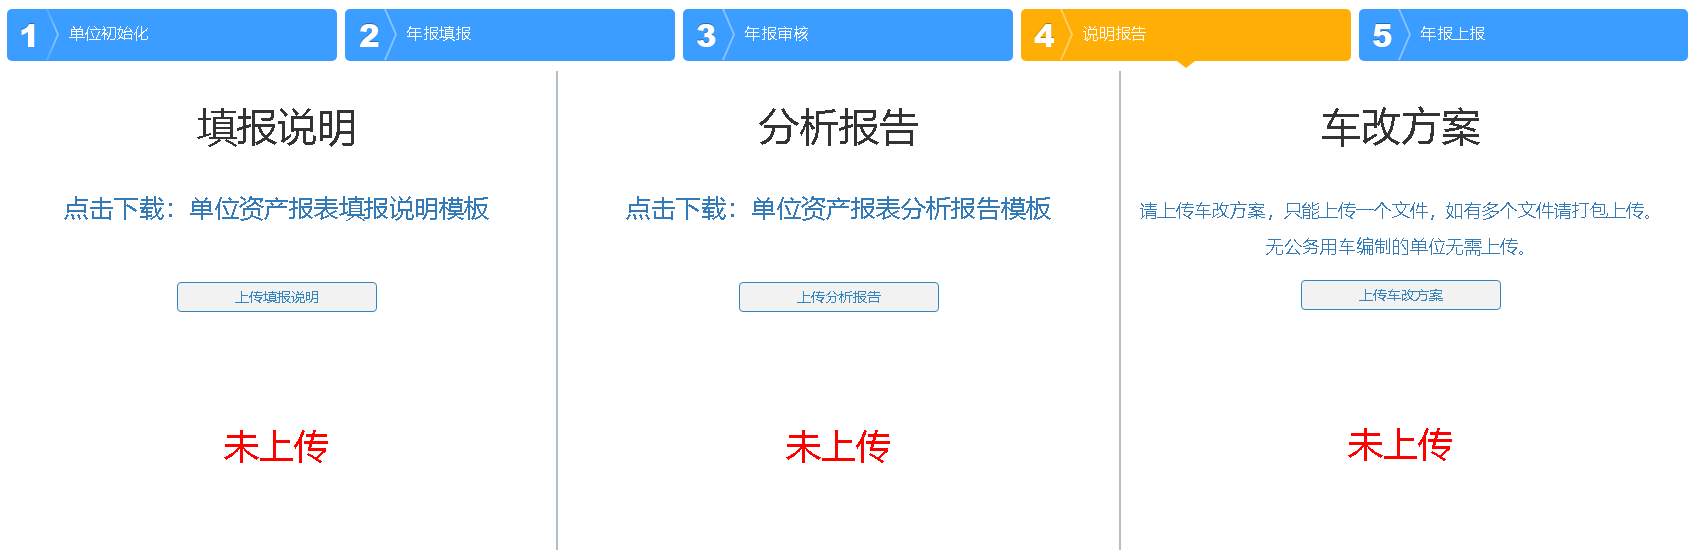 1 单位初始化
2 年报填报
3 年报审核
4 说明报告
5 年报上报
填报说明
点击下载：单位资产报表填报说明模板
上传填报说明
未上传
分析报告
点击下载：单位资产报表分析报告模板
上传分析报告
未上传
车改方案
请上传车改方案，只能上传一个文件，如有多个文件请打包上传。
无公务用车编制的单位无需上传。
上传车改方案
未上传